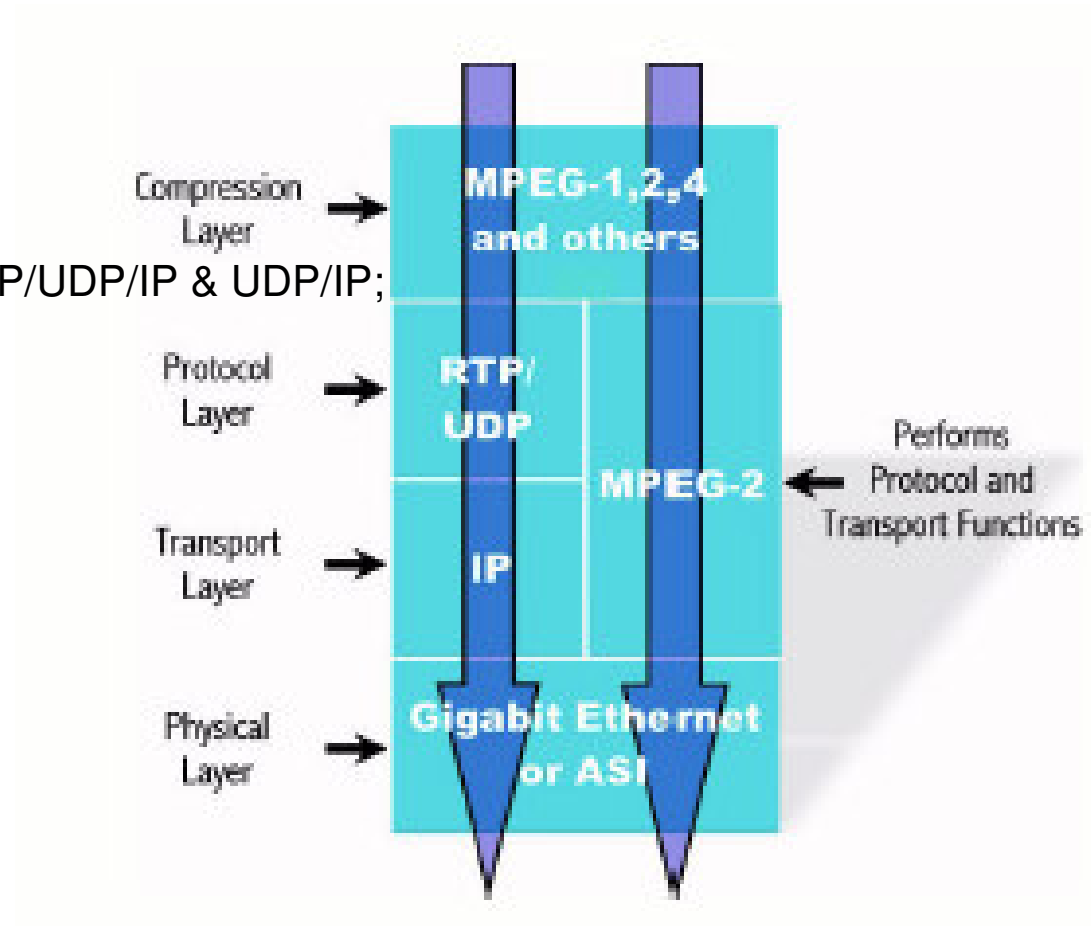 Compression
Layer
MPEG-1,2,4
and others
P/UDP/IP & UDP/IP;
Protocol
Layer
RTP/
UDP
MPEG-2
Performs
Protocol and
Transport Functions
Transport
Layer
IP
Physical
Layer
Gigabit Ethernet
or ASI